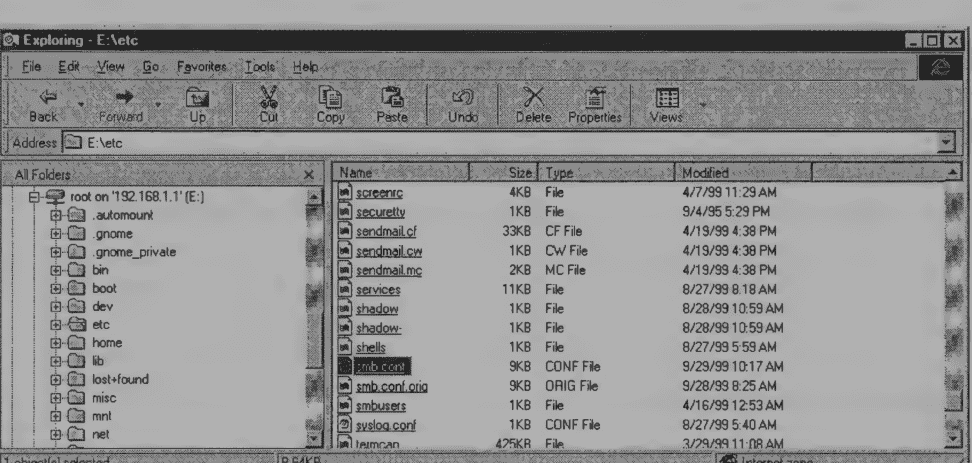 Exploring - E:\etc
File Edit View Go Favorites Tools Help
Back Forward Up Cut Copy Paste Undo Delete Properties Views
Address E:\etc
All Folders x
root on '192.168.1.1' (E:)
.automount
.gnome
.gnome_private
bin
boot
dev
etc
home
lib
lost+found
misc
mnt
net
Name Size Type Modified
screenrc 4KB File 4/7/99 11:29 AM
securetty 1KB File 9/4/95 5:29 PM
sendmail.cf 33KB CF File 4/19/99 4:38 PM
sendmail.cw 1KB CW File 4/19/99 4:38 PM
sendmail.mc 2KB MC File 4/19/99 4:38 PM
services 11KB File 8/27/99 8:18 AM
shadow 1KB File 8/28/99 10:59 AM
shadow- 1KB File 8/28/99 10:59 AM
shells 1KB File 8/27/99 5:59 AM
smb.conf 9KB CONF File 9/29/99 10:17 AM
smb.conf.orig 9KB ORIG File 9/28/99 8:25 AM
smbusers 1KB File 4/16/99 12:53 AM
syslog.conf 1KB CONF File 8/27/99 5:40 AM
termcap 425KB File 3/29/99 11:08 AM
1 object(s) selected 8.64KB Internet zone